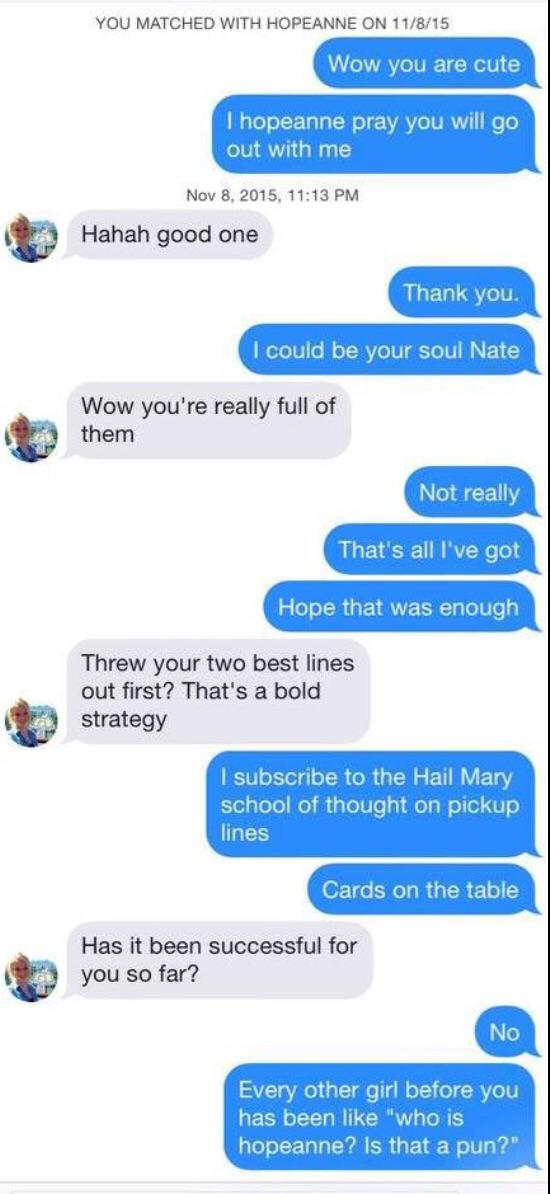 YOU MATCHED WITH HOPEANNE ON 11/8/15
Wow you are cute
I hopeanne pray you will go
out with me
Nov 8, 2015, 11:13 PM
Hahah good one
Thank you.
I could be your soul Nate
Wow you're really full of
them
Not really
That's all I've got
Hope that was enough
Threw your two best lines
out first? That's a bold
strategy
I subscribe to the Hail Mary
school of thought on pickup
lines
Cards on the table
Has it been successful for
you so far?
No
Every other girl before you
has been like "who is
hopeanne? Is that a pun?"